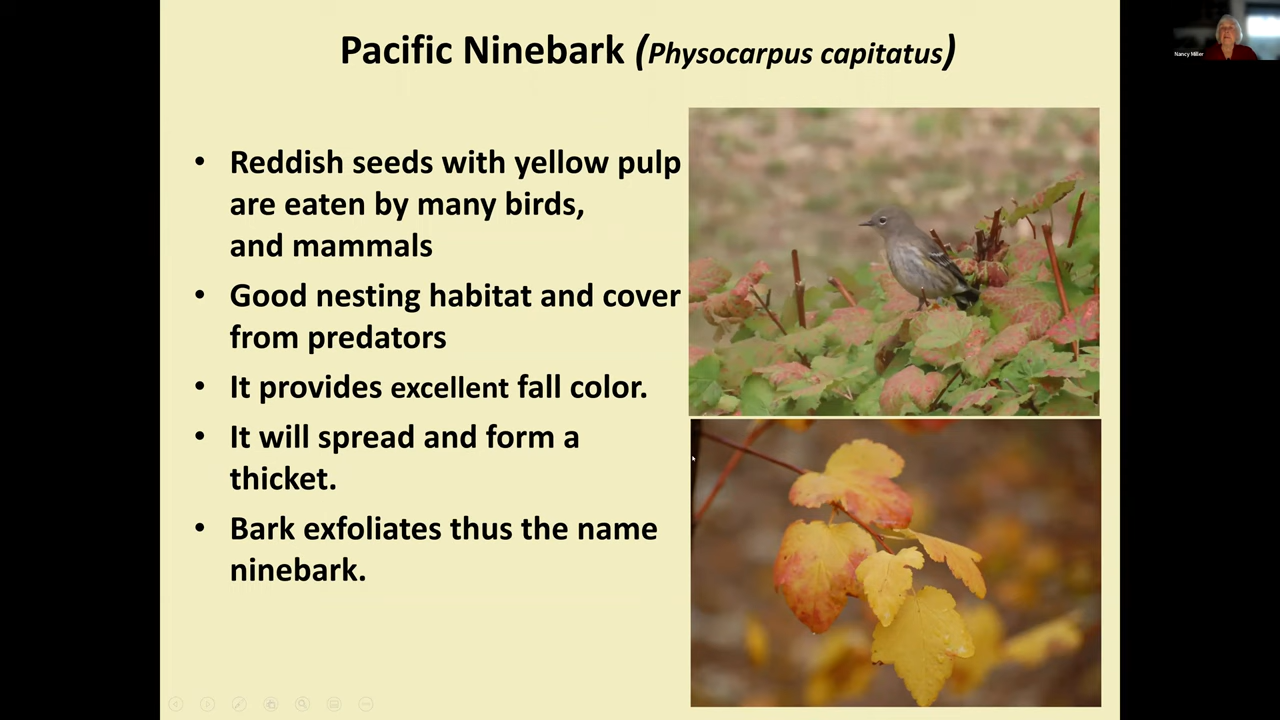 Pacific Ninebark (Physocarpus capitatus)
Nancy Miller
• Reddish seeds with yellow pulp
are eaten by many birds,
and mammals
• Good nesting habitat and cover
from predators
• It provides excellent fall color.
• It will spread and form a
thicket.
• Bark exfoliates thus the name
ninebark.